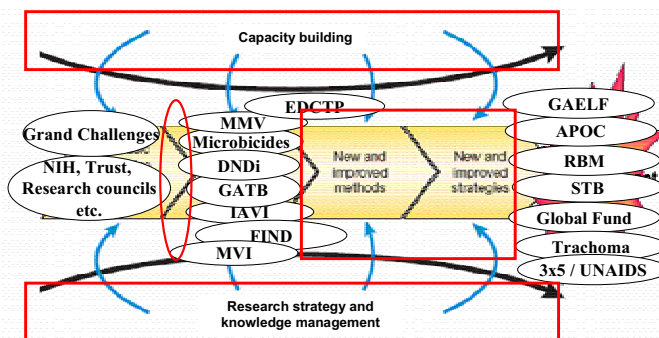 Capacity building
EDCTP
GAELF
MMV
Grand Challenges
APOC
Microbicides
NIH, Trust,
Research councils
etc.
DNDi
New and
improved
methods
New and
improved
strategies
RBM
GATB
STB
IAVI
Global Fund
FIND
MVI
Trachoma
3x5 / UNAIDS
Research strategy and
knowledge management